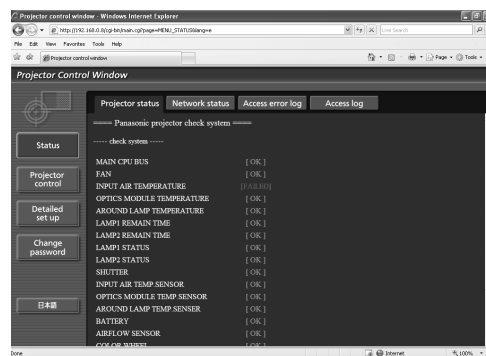 Projector control window - Windows Internet Explorer
http://192.168.0.8/cgi-bin/main.cgi?page=MENU_STATUS&lang=e
Live Search
File Edit View Favorites Tools Help
Projector control window
Page Tools
Projector Control Window
Projector status Network status Access error log Access log
==== Panasonic projector check system ====
----- check system -----
Status
Projector control
Detailed set up
Change password
日本語
MAIN CPU BUS [ OK ]
FAN [ OK ]
INPUT AIR TEMPERATURE [FAILED]
OPTICS MODULE TEMPERATURE [ OK ]
AROUND LAMP TEMPERATURE [ OK ]
LAMP1 REMAIN TIME [ OK ]
LAMP2 REMAIN TIME [ OK ]
LAMP1 STATUS [ OK ]
LAMP2 STATUS [ OK ]
SHUTTER [ OK ]
INPUT AIR TEMP.SENSOR [ OK ]
OPTICS MODULE TEMP.SENSOR [ OK ]
AROUND LAMP TEMP.SENSER [ OK ]
BATTERY [ OK ]
AIRFLOW SENSOR [ OK ]
COLOR WHEEL [ OK ]
Done
Internet
100%